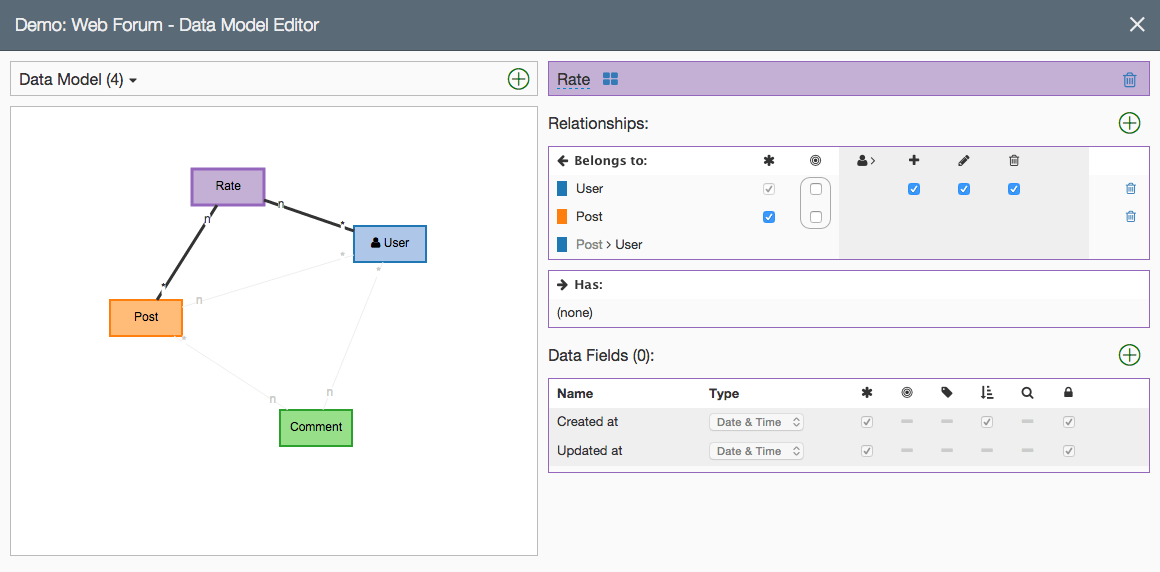 Demo: Web Forum - Data Model Editor
Data Model (4)
Rate
n
n
*
User
*
*
*
Post
n
*
n
n
Comment
Rate
Relationships:
Belongs to:
User
Post
Post > User
Has:
(none)
Data Fields (0):
Name Type
Created at Date & Time
Updated at Date & Time